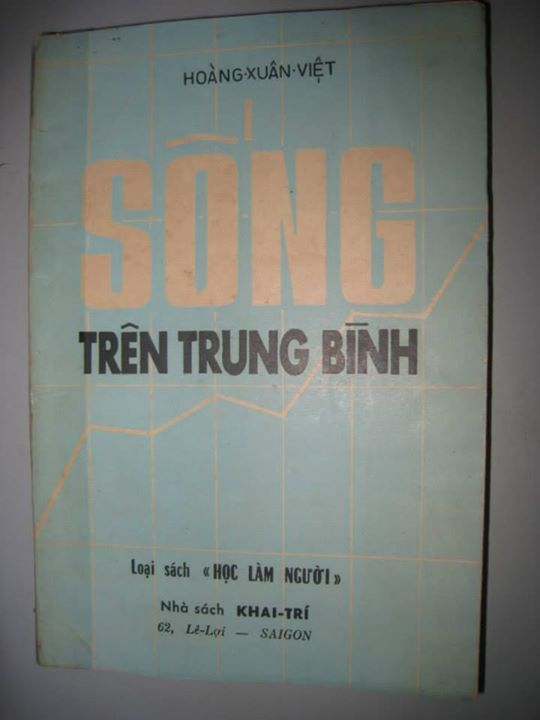 HOÀNG·XUÂN·VIỆT
SỐNG
TRÊN TRUNG BÌNH
Loại sách «HỌC LÀM NGƯỜI»
Nhà sách KHAI-TRÍ
62, Lê-Lợi — SAIGON